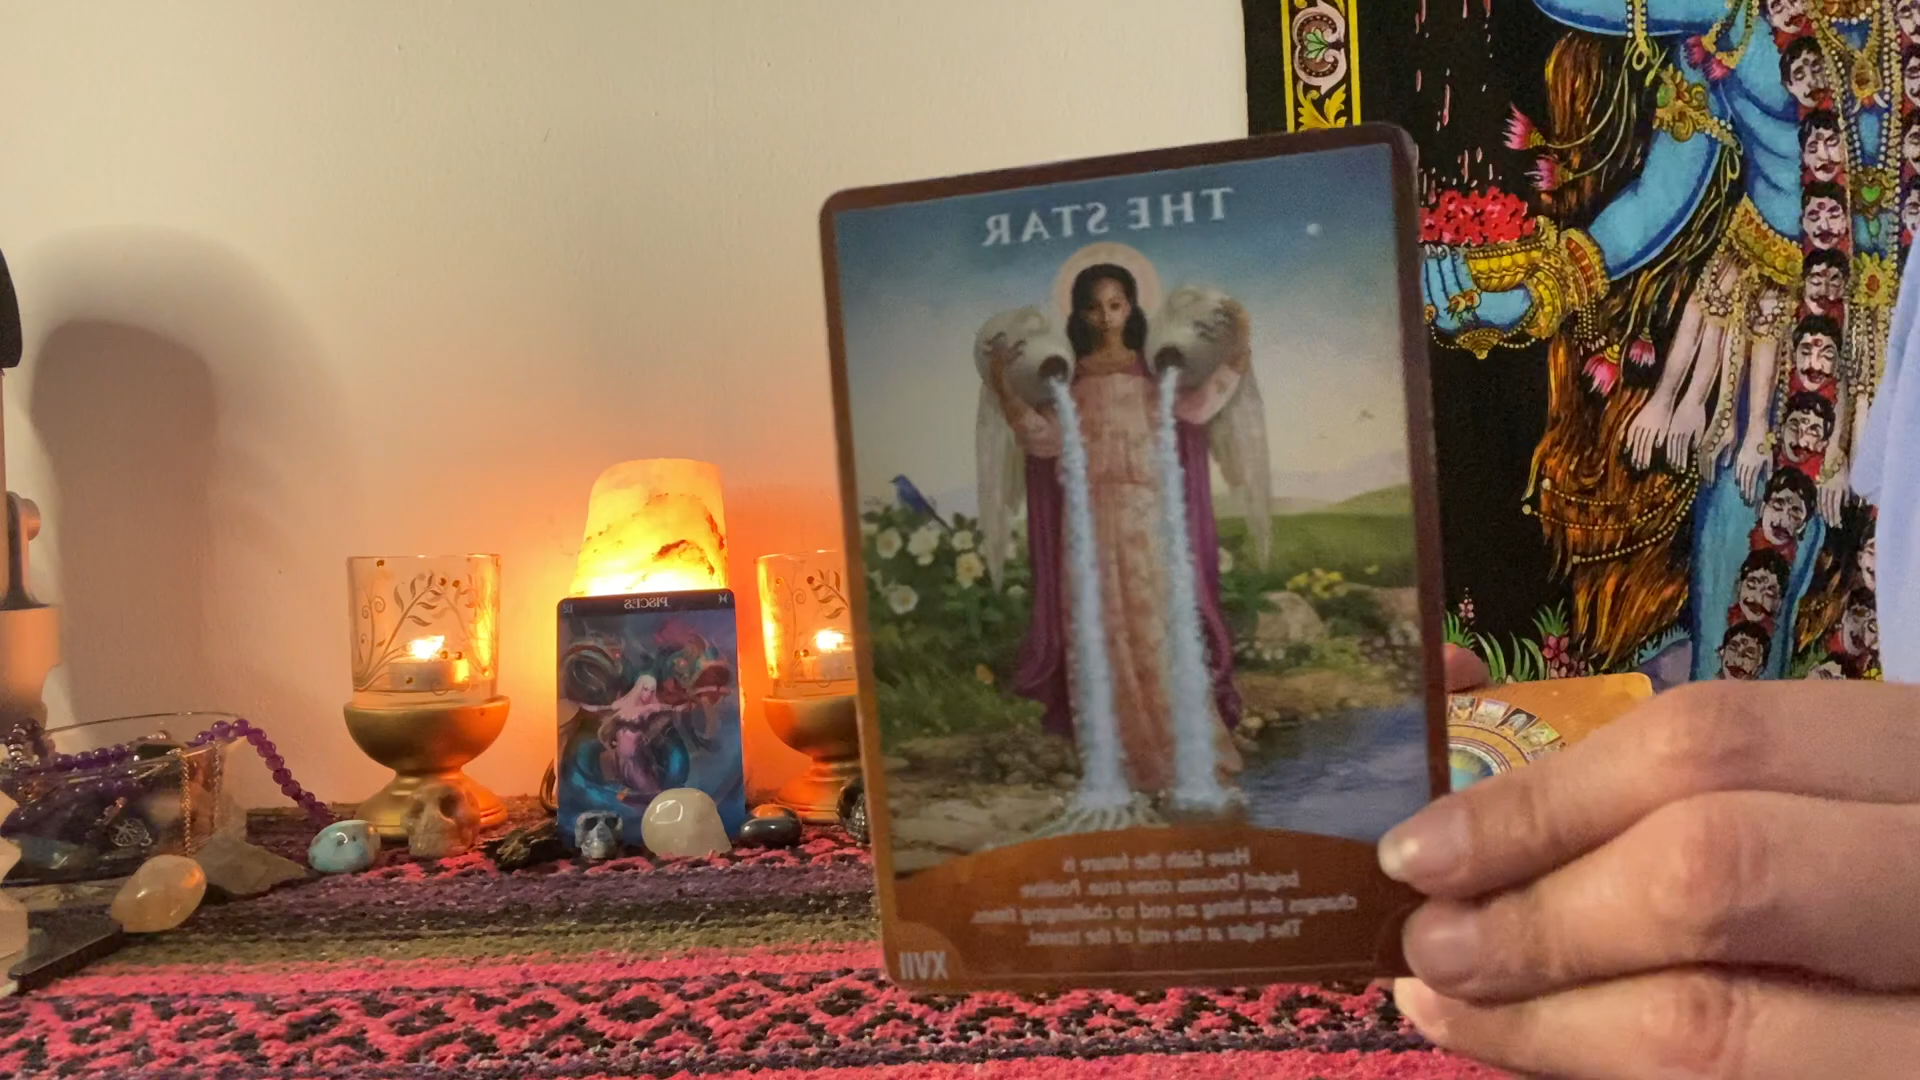 THE STAR
Have faith the future is
bright! Dreams come true. Positive
changes that bring an end to challenging times.
The light at the end of the tunnel.
XVII
PISCES